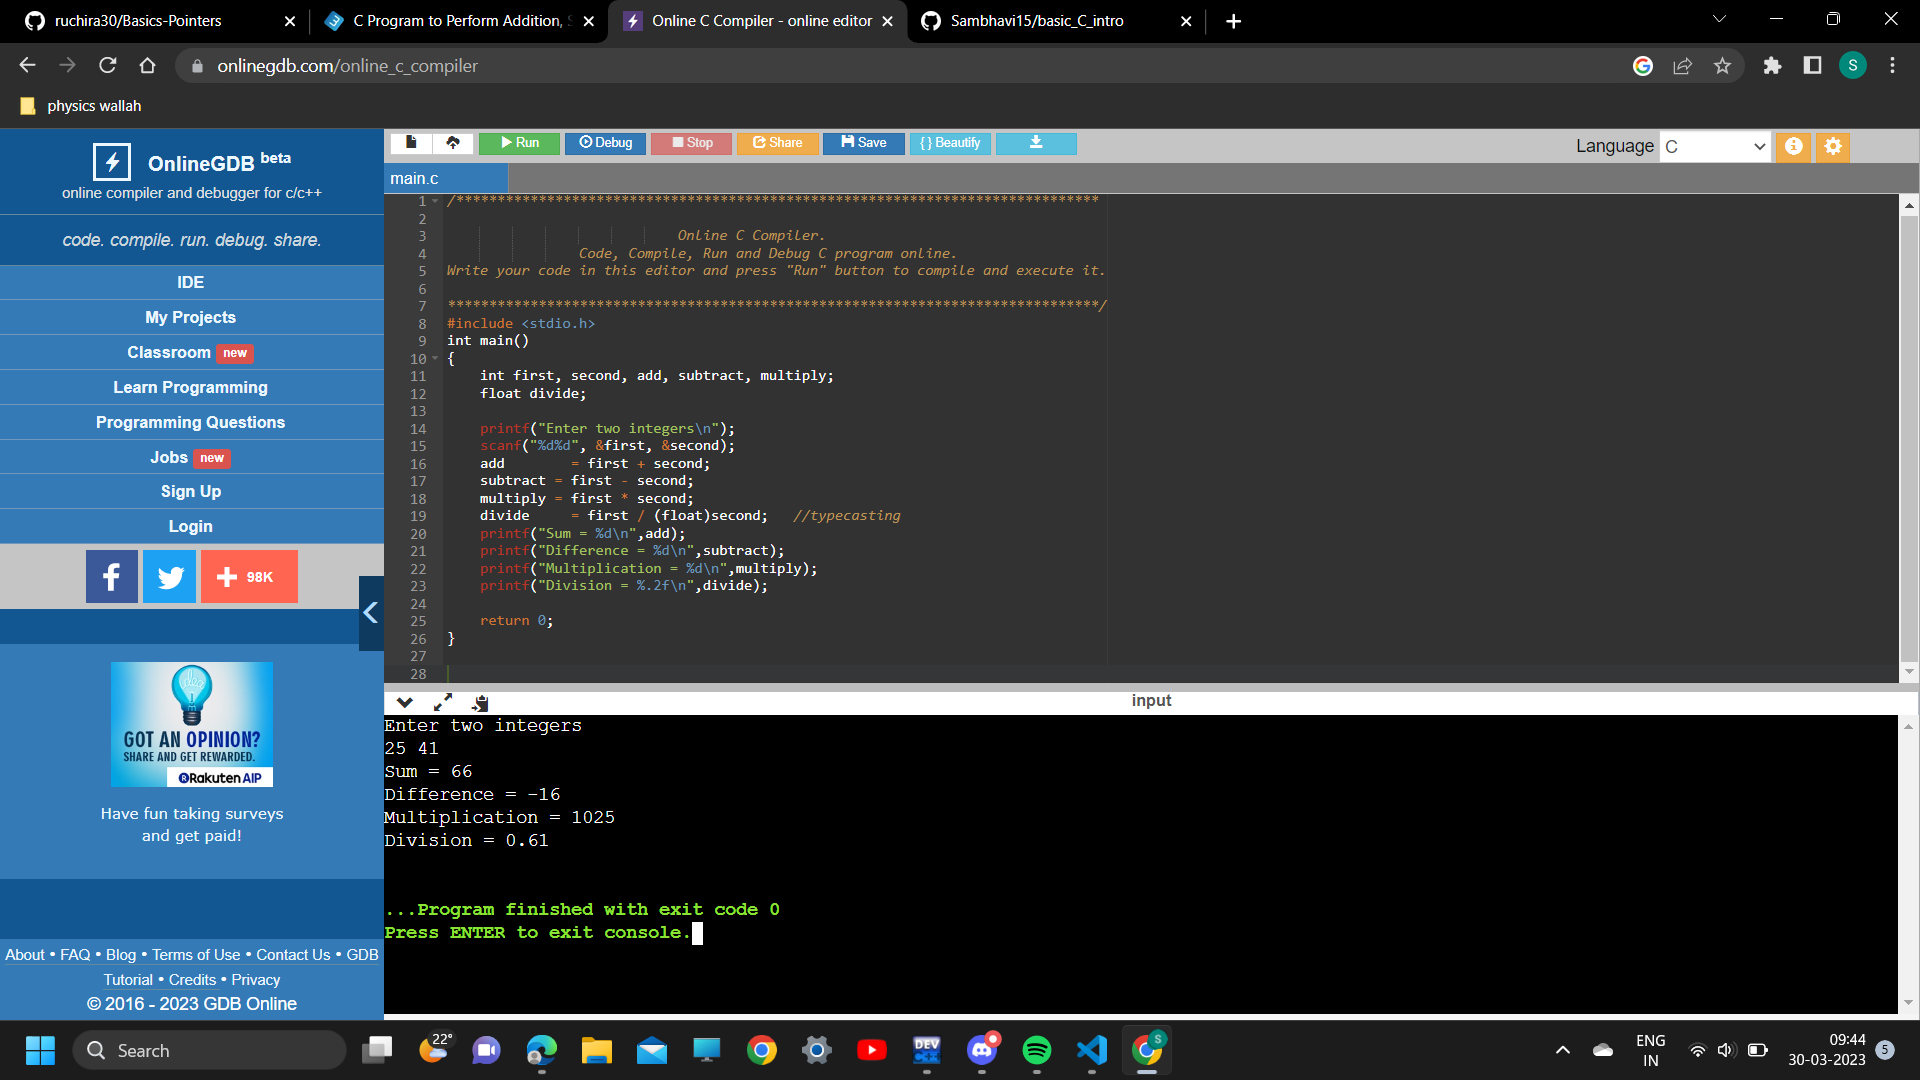 ruchira30/Basics-Pointers
C Program to Perform Addition,
Online C Compiler - online editor
Sambhavi15/basic_C_intro
onlinegdb.com/online_c_compiler
S
physics wallah
OnlineGDB beta
online compiler and debugger for c/c++
code. compile. run. debug. share.
IDE
My Projects
Classroom new
Learn Programming
Programming Questions
Jobs new
Sign Up
Login
98K
GOT AN OPINION?
SHARE AND GET REWARDED.
Rakuten AIP
Have fun taking surveys
and get paid!
About • FAQ • Blog • Terms of Use • Contact Us • GDB
Tutorial • Credits • Privacy
© 2016 - 2023 GDB Online
Run
Debug
Stop
Share
Save
{ } Beautify
Language C
main.c
1 /******************************************************************************
2
3 Online C Compiler.
4 Code, Compile, Run and Debug C program online.
5 Write your code in this editor and press "Run" button to compile and execute it.
6
7 *******************************************************************************/
8 #include <stdio.h>
9 int main()
10 {
11 int first, second, add, subtract, multiply;
12 float divide;
13
14 printf("Enter two integers\n");
15 scanf("%d%d", &first, &second);
16 add = first + second;
17 subtract = first - second;
18 multiply = first * second;
19 divide = first / (float)second; //typecasting
20 printf("Sum = %d\n",add);
21 printf("Difference = %d\n",subtract);
22 printf("Multiplication = %d\n",multiply);
23 printf("Division = %.2f\n",divide);
24
25 return 0;
26 }
27
28
input
Enter two integers
25 41
Sum = 66
Difference = -16
Multiplication = 1025
Division = 0.61
...Program finished with exit code 0
Press ENTER to exit console.
Search
22°
DEV
C++
S
ENG
IN
09:44
30-03-2023
5